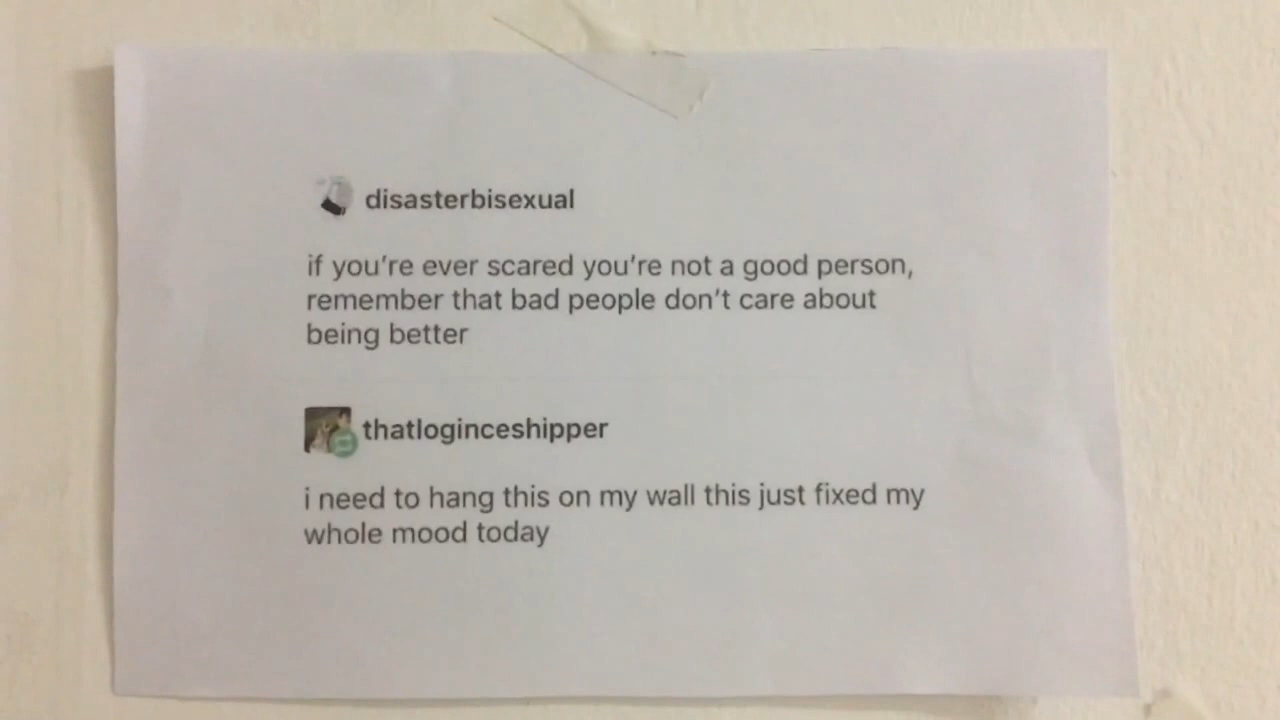 disasterbisexual
if you're ever scared you're not a good person,
remember that bad people don't care about
being better
thatloginceshipper
i need to hang this on my wall this just fixed my
whole mood today